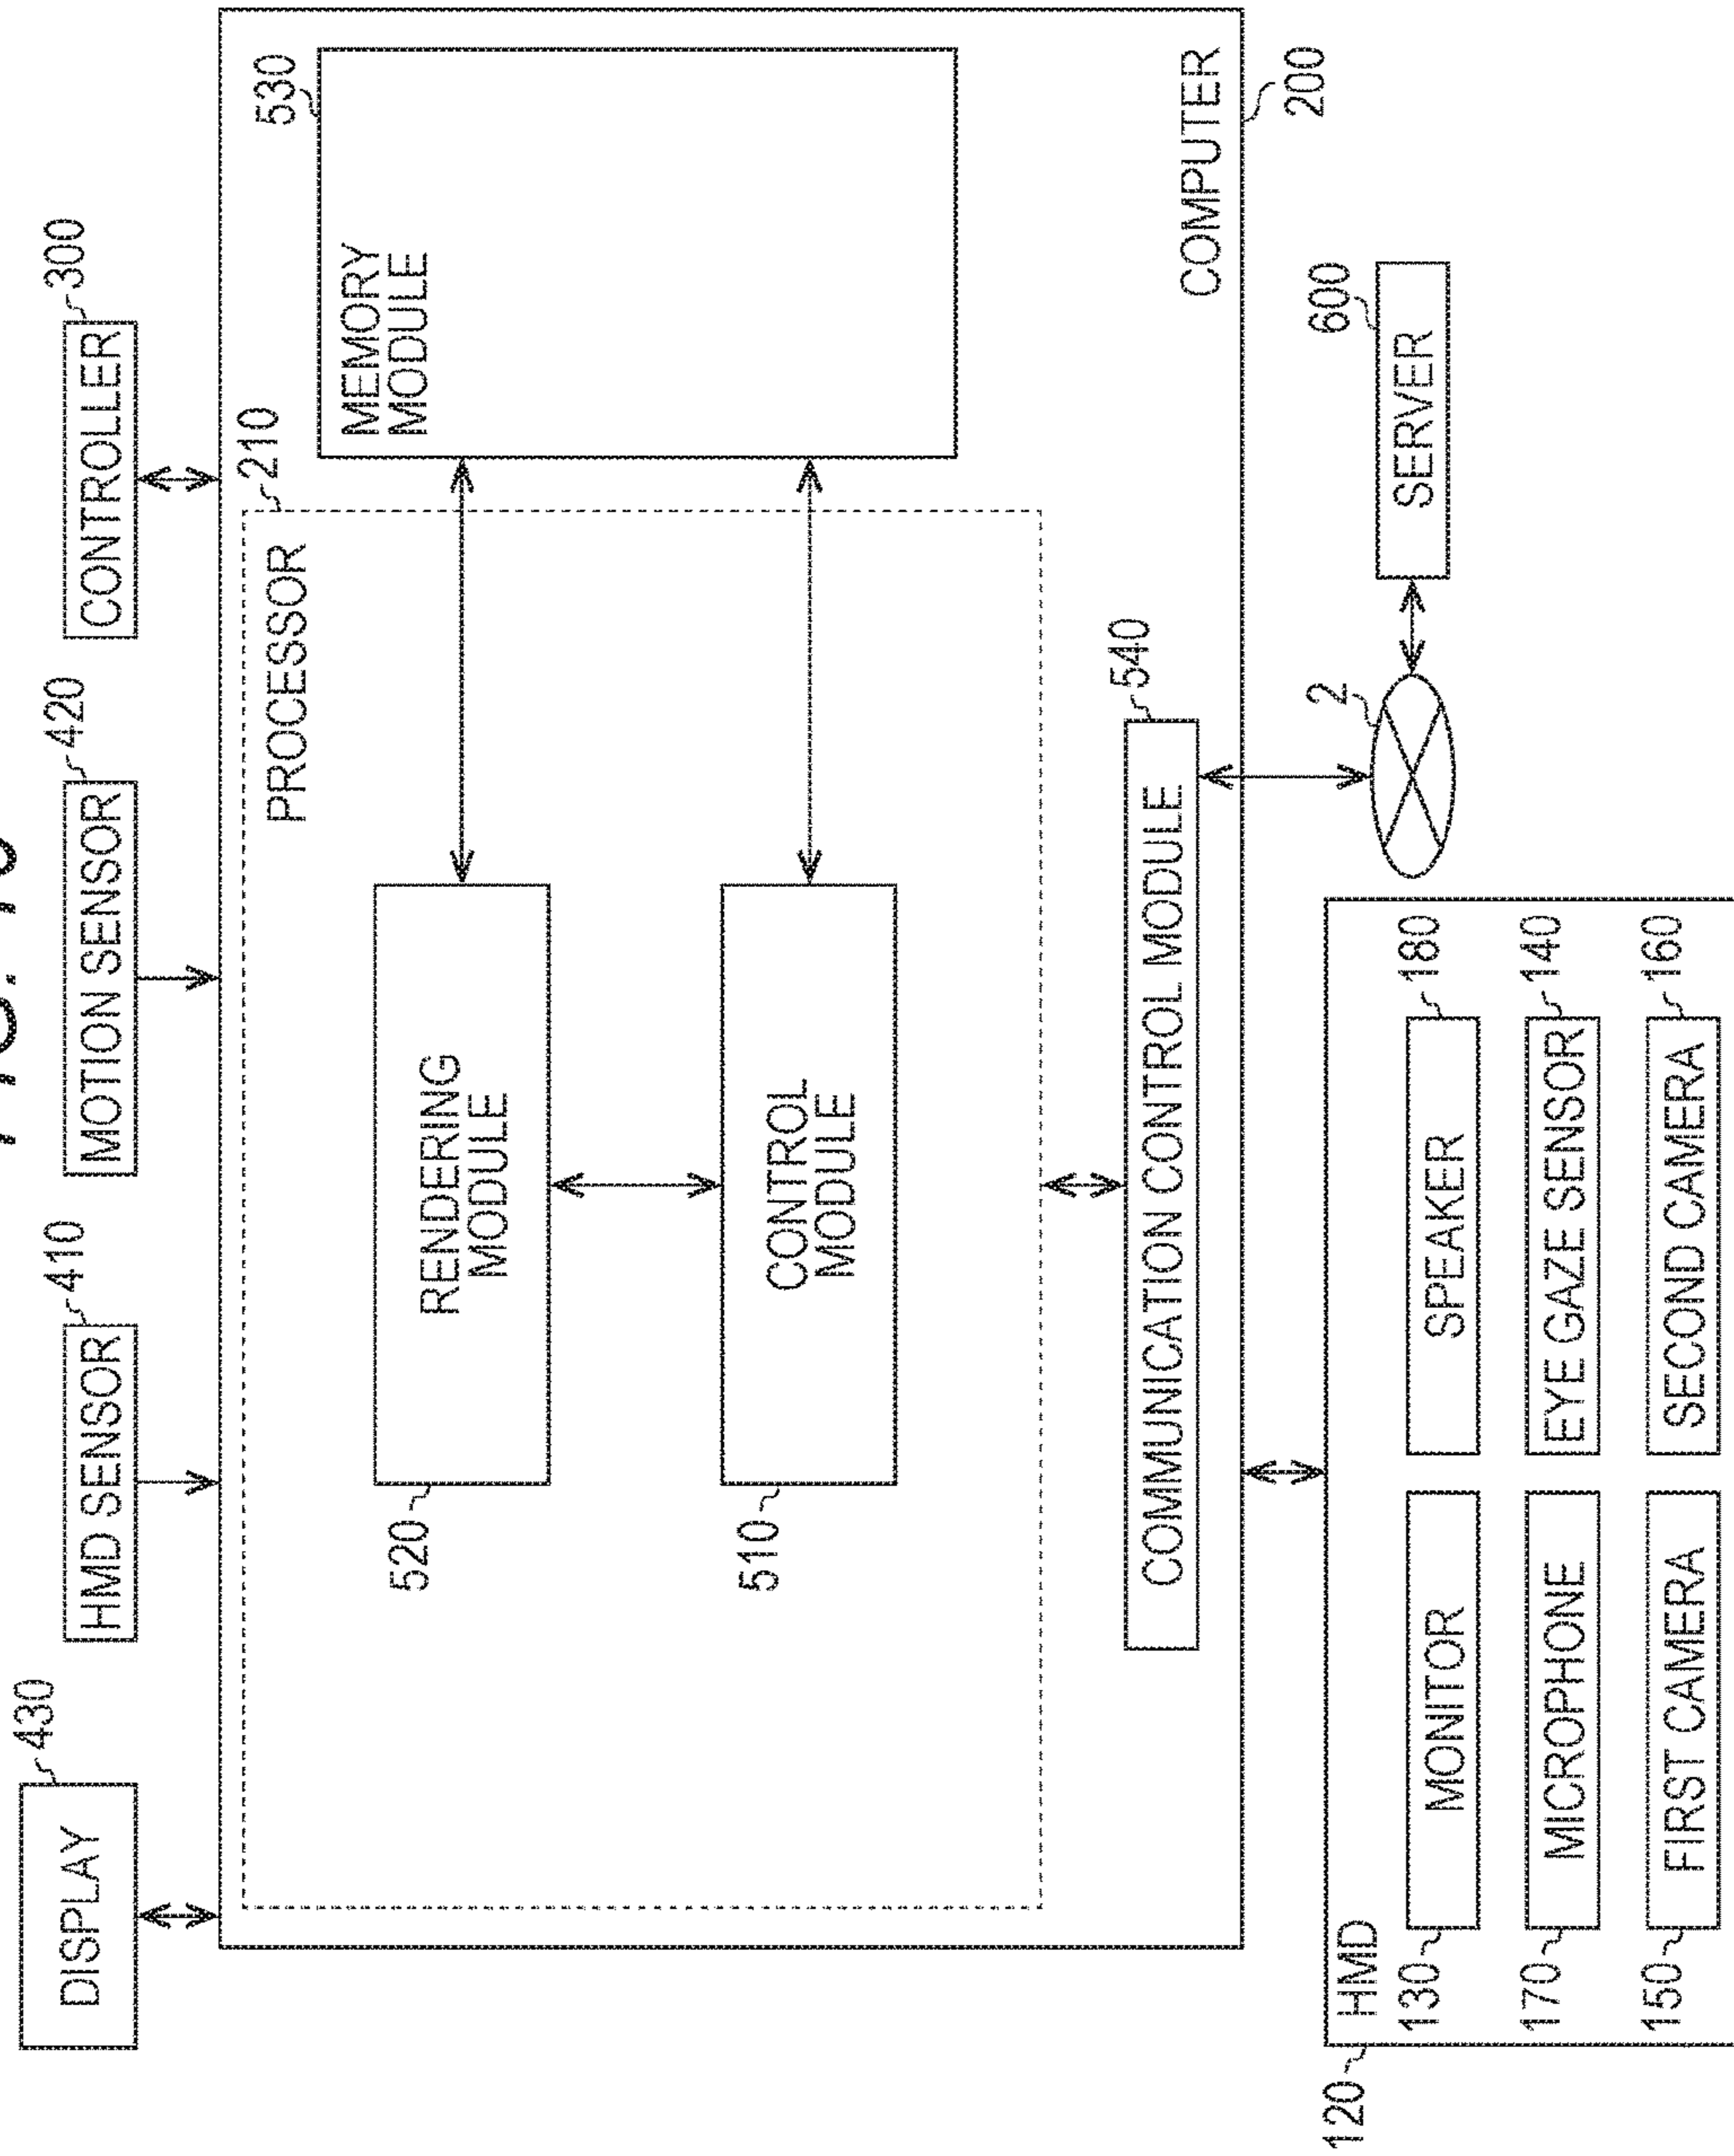 FIG.
430
DISPLAY
410
HMD SENSOR
420
MOTION SENSOR
300
CONTROLLER
210
PROCESSOR
530
MEMORY
MODULE
520
RENDERING
MODULE
510
CONTROL
MODULE
540
COMMUNICATION CONTROL MODULE
COMPUTER
200
2
600
SERVER
120
HMD
130
MONITOR
SPEAKER
180
170
MICROPHONE
EYE GAZE SENSOR
140
150
FIRST CAMERA
SECOND CAMERA
160